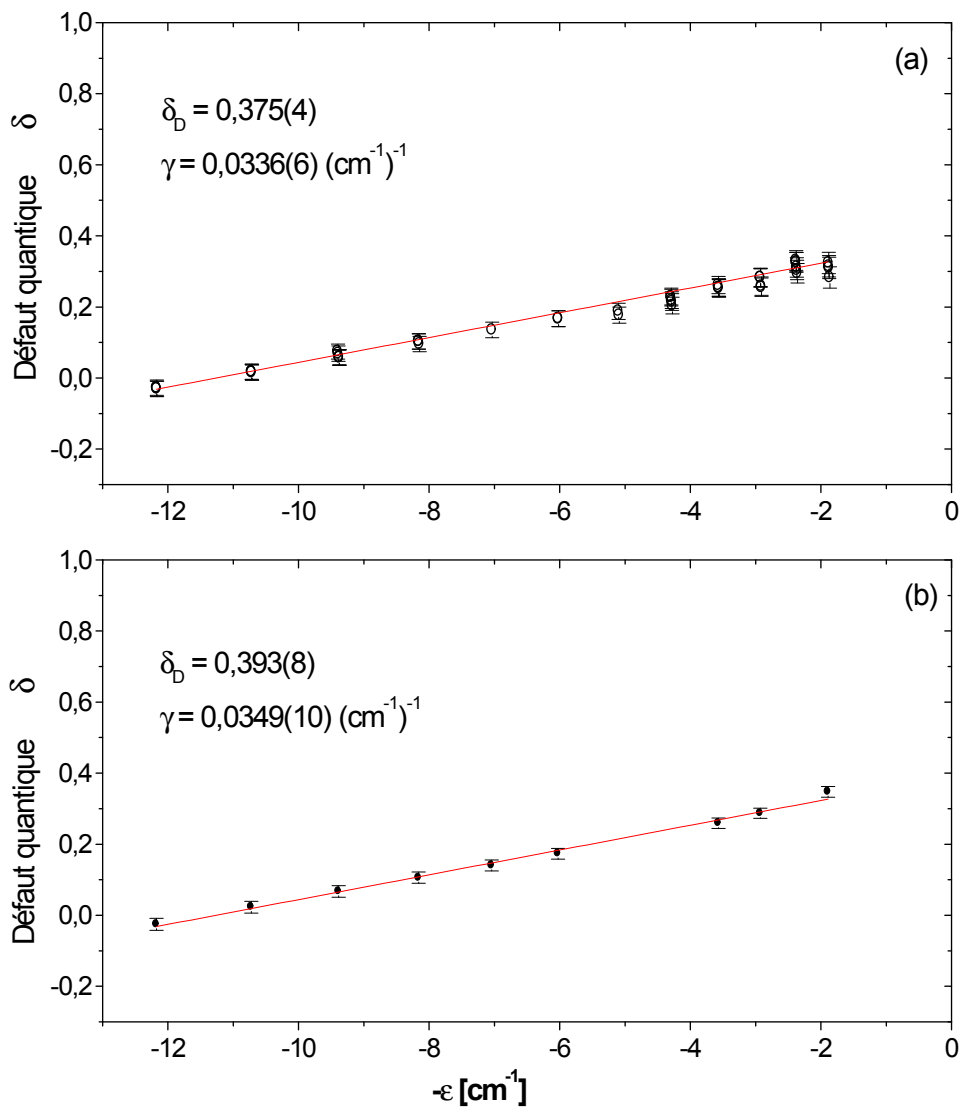 (a)
1,0
0,8
0,6
0,4
0,2
0,0
-0,2
Défaut quantique δ
δD = 0,375(4)
γ = 0,0336(6) (cm⁻¹)⁻¹
-12 -10 -8 -6 -4 -2 0
(b)
1,0
0,8
0,6
0,4
0,2
0,0
-0,2
Défaut quantique δ
δD = 0,393(8)
γ = 0,0349(10) (cm⁻¹)⁻¹
-12 -10 -8 -6 -4 -2 0
-ε [cm⁻¹]